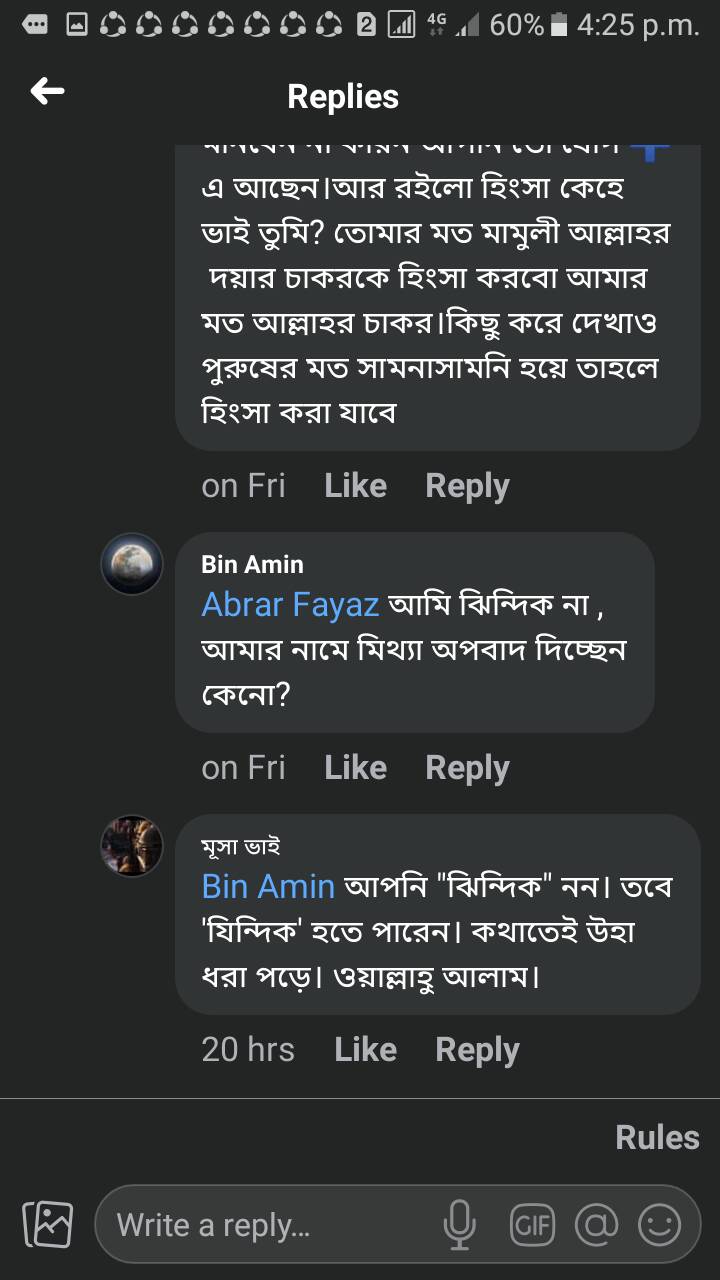 2 4G 60% 4:25 p.m.
Replies
এ আছেন।আর রইলো হিংসা কেহে
ভাই তুমি? তোমার মত মামুলী আল্লাহর
দয়ার চাকরকে হিংসা করবো আমার
মত আল্লাহর চাকর।কিছু করে দেখাও
পুরুষের মত সামনাসামনি হয়ে তাহলে
হিংসা করা যাবে
on Fri Like Reply
Bin Amin
Abrar Fayaz আমি ঝিন্দিক না ,
আমার নামে মিথ্যা অপবাদ দিচ্ছেন
কেনো?
on Fri Like Reply
মূসা ভাই
Bin Amin আপনি "ঝিন্দিক" নন। তবে
'যিন্দিক' হতে পারেন। কথাতেই উহা
ধরা পড়ে। ওয়াল্লাহু আলাম।
20 hrs Like Reply
Rules
Write a reply... GIF @